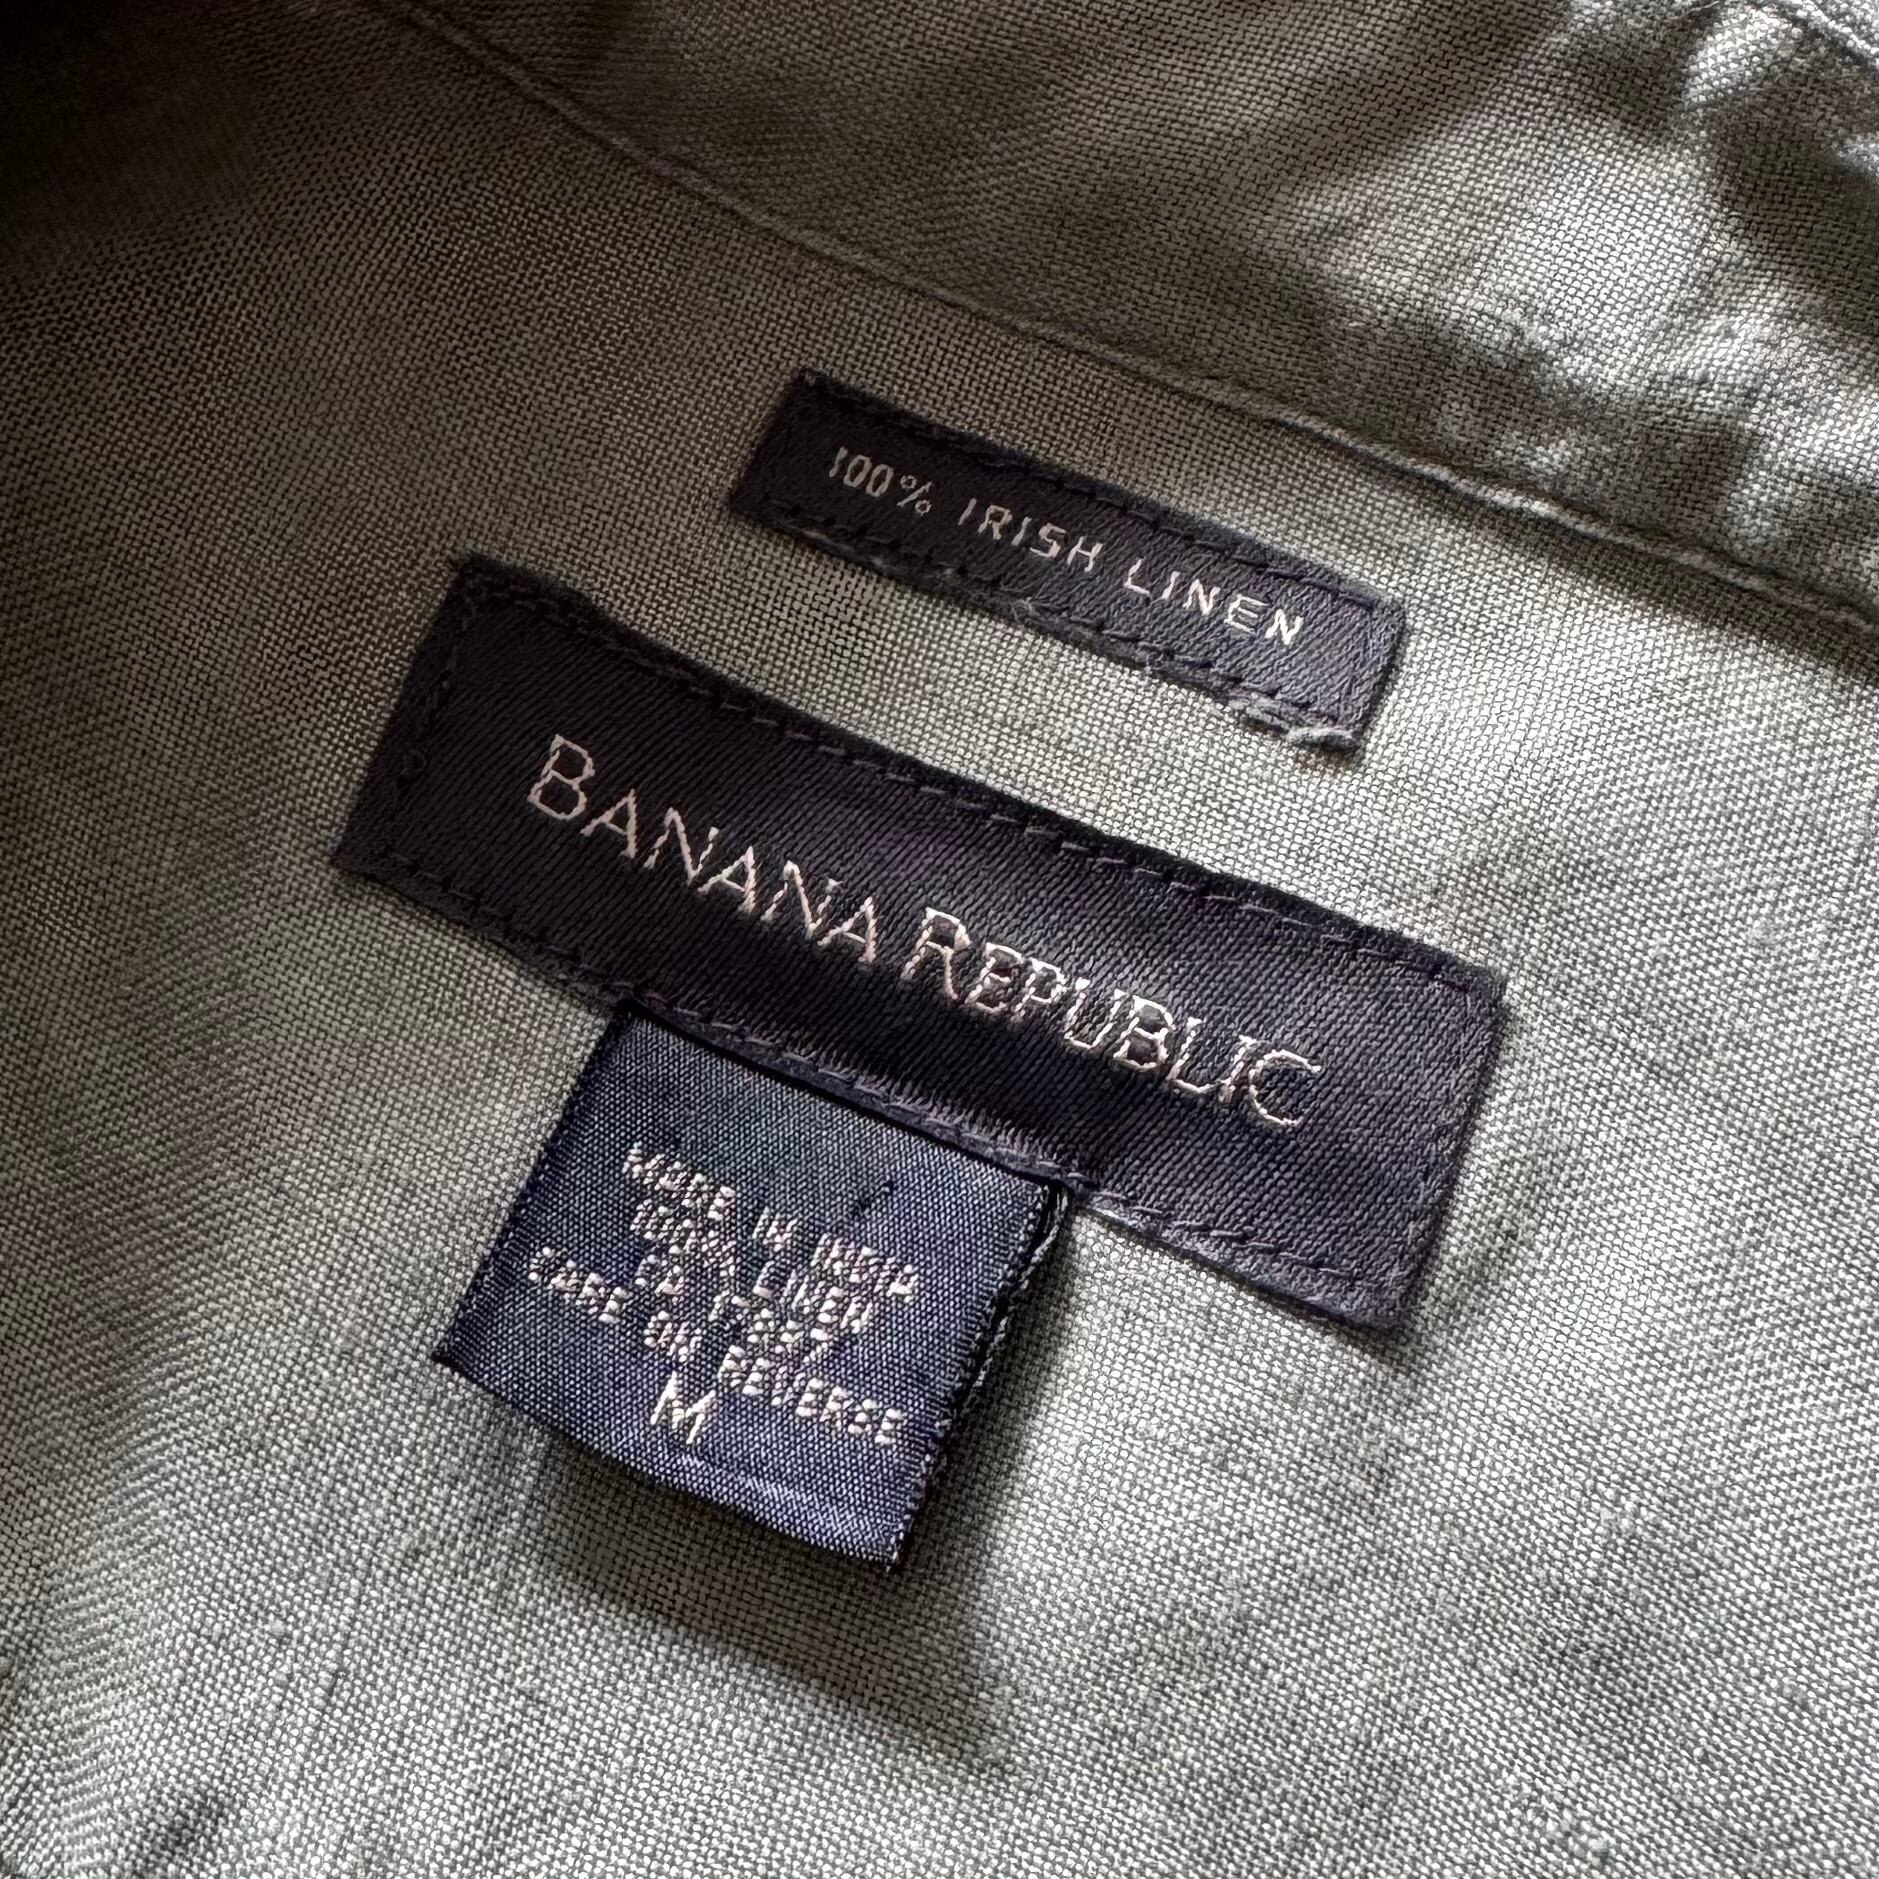 100% IRISH LINEN
BANANA REPUBLIC
MADE IN INDIA
100% LINEN
CARE ON REVERSE
M